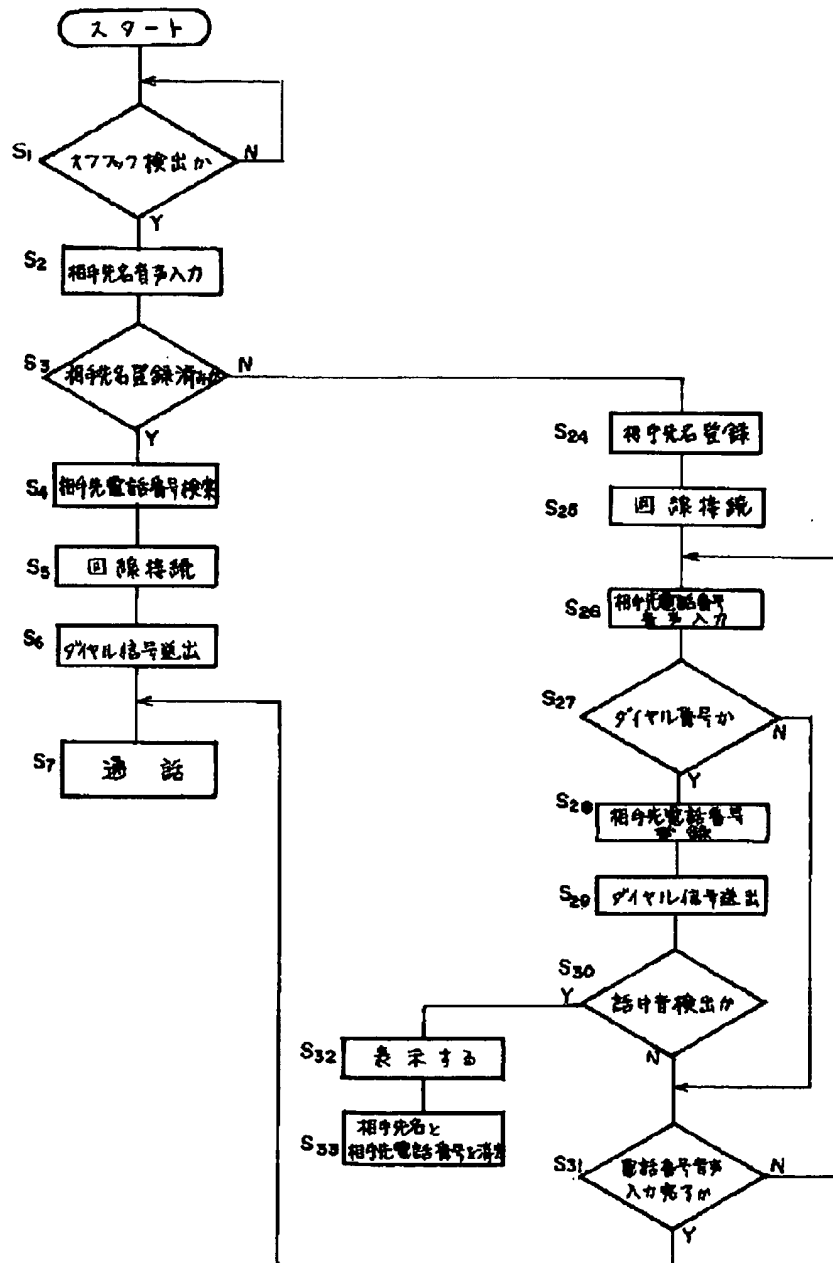 スタート
S1
オフフック検出か
N
Y
S2
相手先名音声入力
S3
相手先名登録済みか
N
Y
S4
相手先電話番号検索
S5
回線接続
S6
ダイヤル信号送出
S7
通話
S24
相手先名登録
S25
回線接続
S26
相手先電話番号
音声入力
S27
ダイヤル番号か
N
Y
S28
相手先電話番号
登録
S29
ダイヤル信号送出
S30
話中音検出か
Y
N
S32
表示する
S33
相手先名と
相手先電話番号を消去
S31
電話番号音声
入力完了か
N
Y